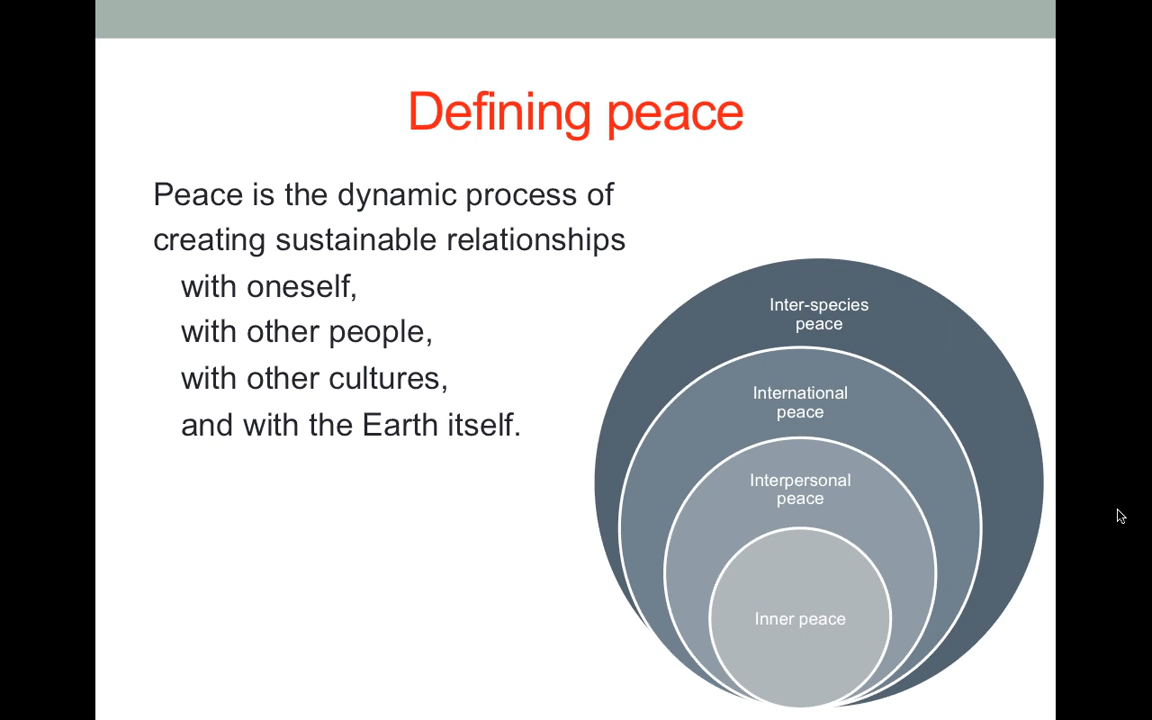 Defining peace
Peace is the dynamic process of
creating sustainable relationships
with oneself,
with other people,
with other cultures,
and with the Earth itself.
Inter-species
peace
International
peace
Interpersonal
peace
Inner peace